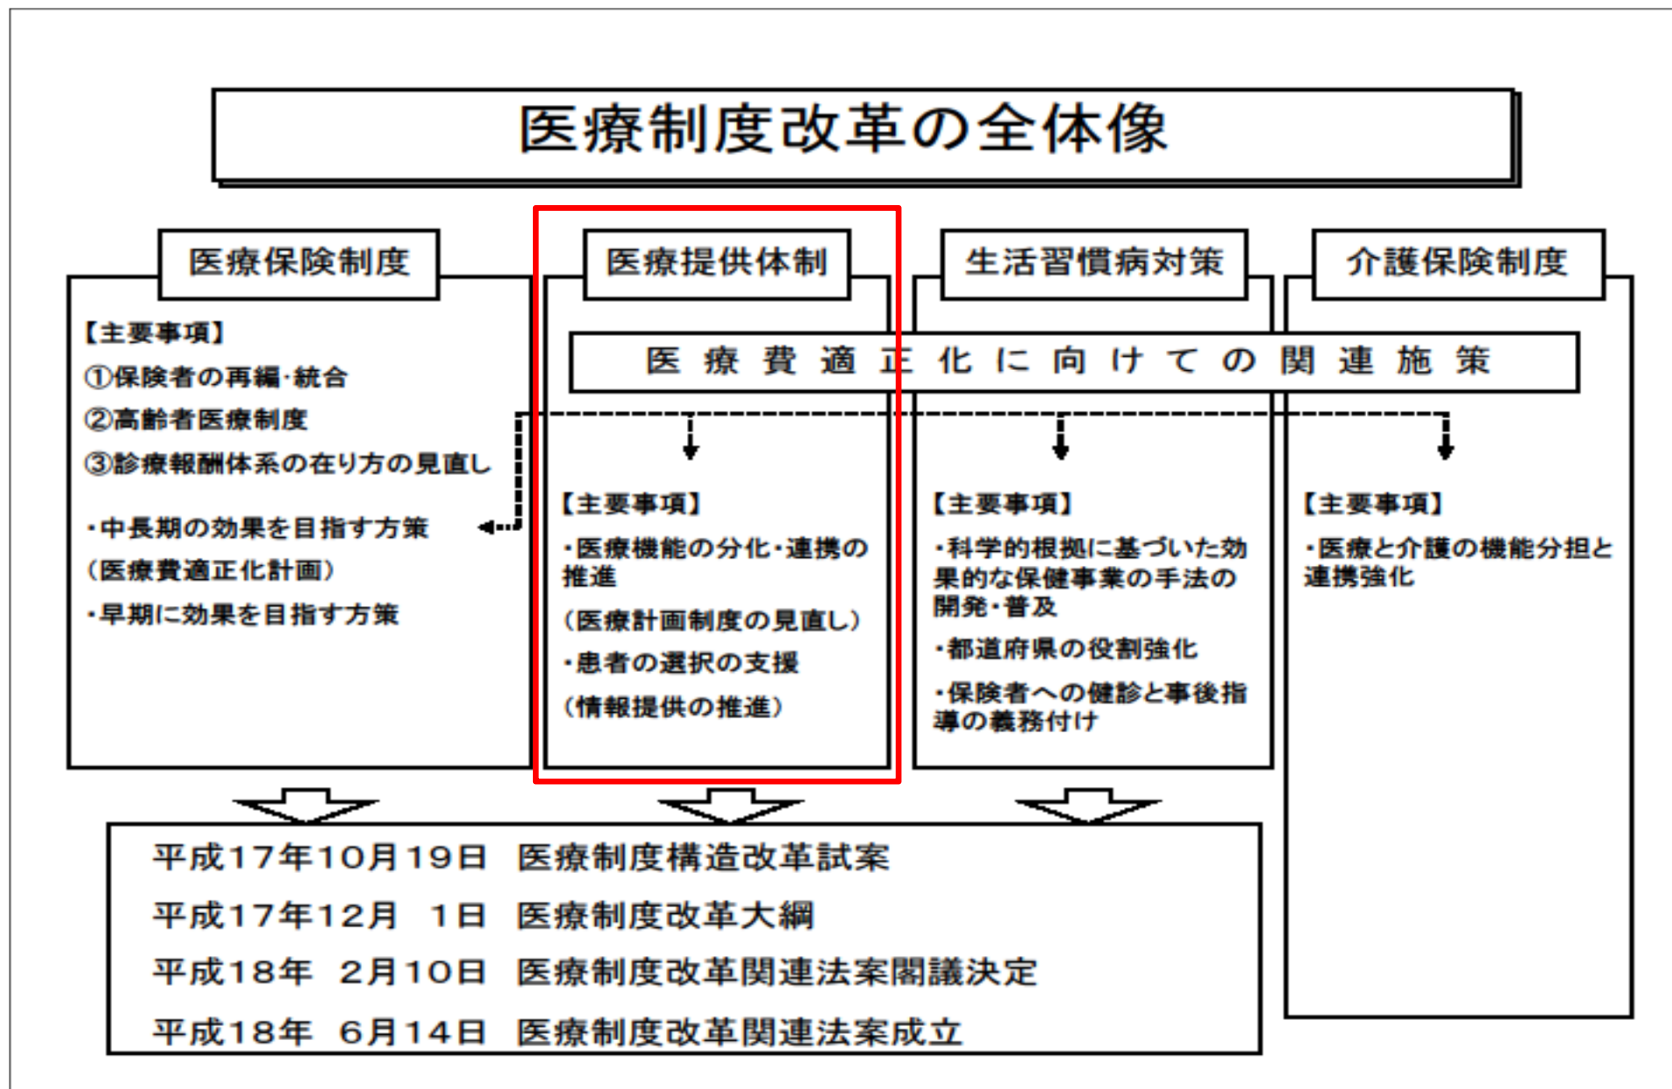 医療制度改革の全体像
医療保険制度
【主要事項】
①保険者の再編・統合
②高齢者医療制度
③診療報酬体系の在り方の見直し
・中長期の効果を目指す方策
(医療費適正化計画)
・早期に効果を目指す方策
医療提供体制
生活習慣病対策
介護保険制度
医療費適正化に向けての関連施策
【主要事項】
・医療機能の分化・連携の
推進
(医療計画制度の見直し)
・患者の選択の支援
(情報提供の推進)
【主要事項】
・科学的根拠に基づいた効
果的な保健事業の手法の
開発・普及
・都道府県の役割強化
・保険者への健診と事後指
導の義務付け
【主要事項】
・医療と介護の機能分担と
連携強化
平成17年10月19日 医療制度構造改革試案
平成17年12月 1日 医療制度改革大綱
平成18年 2月10日 医療制度改革関連法案閣議決定
平成18年 6月14日 医療制度改革関連法案成立